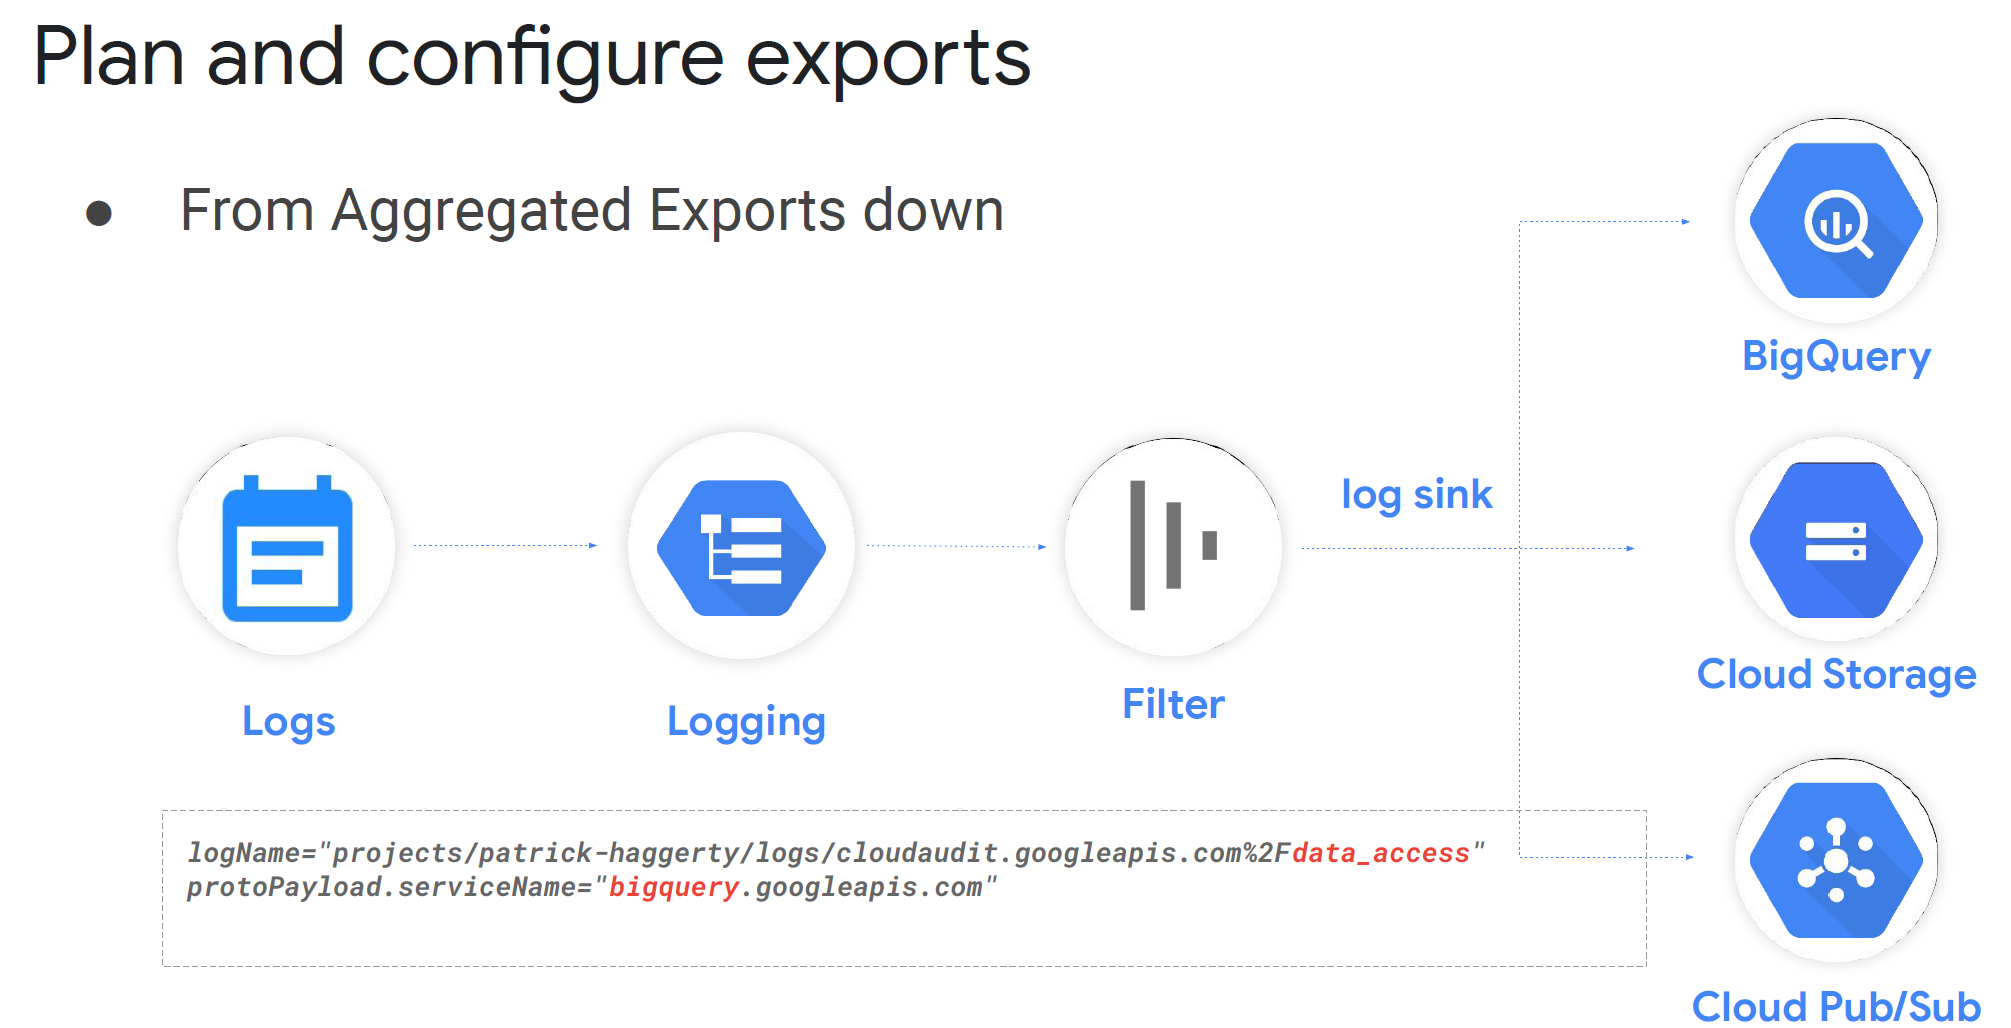 Plan and configure exports
● From Aggregated Exports down
BigQuery
log sink
Cloud Storage
Logs
Logging
Filter
logName="projects/patrick-haggerty/logs/cloudaudit.googleapis.com%2Fdata_access"
protoPayload.serviceName="bigquery.googleapis.com"
Cloud Pub/Sub